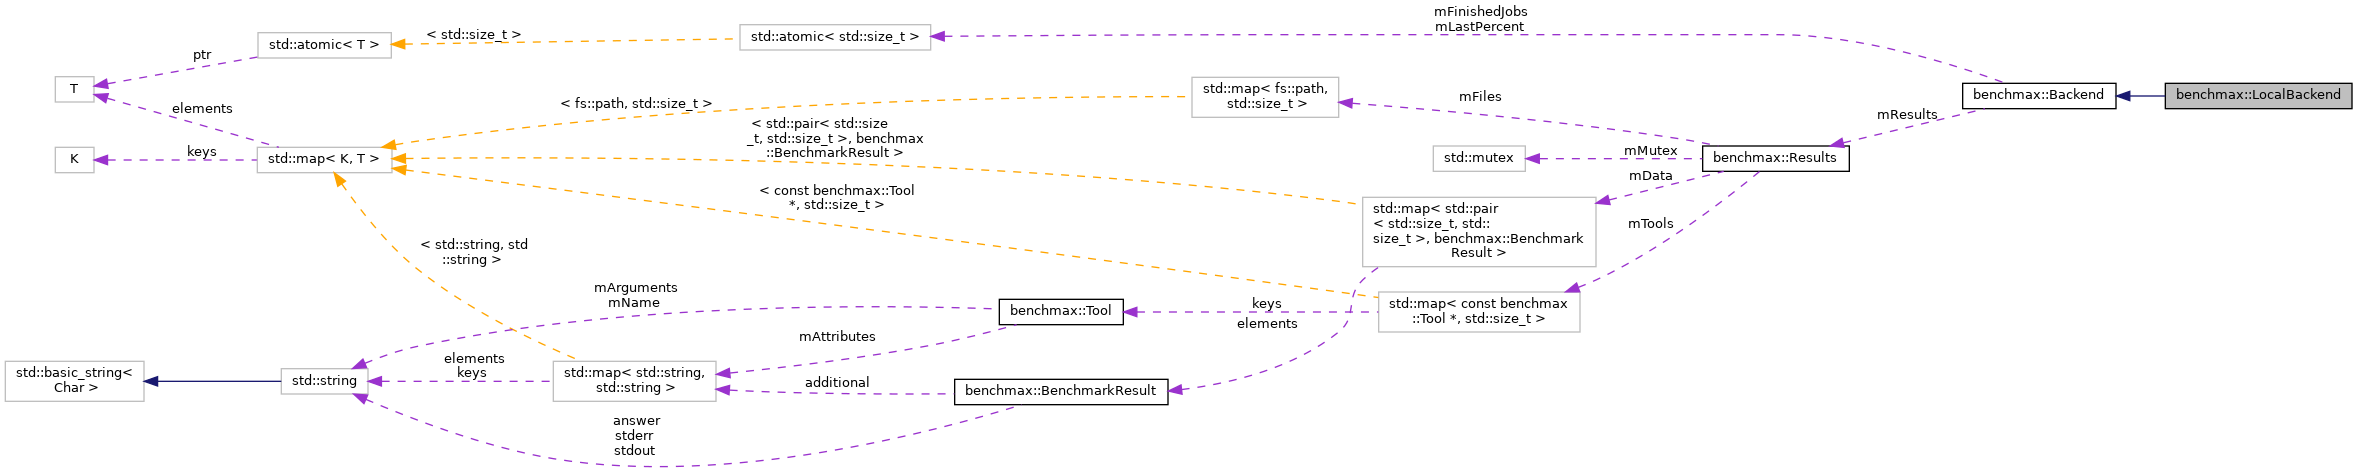 mFinishedJobs
mLastPercent
< std::size_t >
std::atomic< std::size_t >
std::atomic< T >
ptr
T
elements
K
keys
std::map< K, T >
< fs::path, std::size_t >
std::map< fs::path,
std::size_t >
mFiles
benchmax::Backend
benchmax::LocalBackend
mResults
< std::pair< std::size
_t, std::size_t >, benchmax
::BenchmarkResult >
std::mutex
mMutex
benchmax::Results
mData
< const benchmax::Tool
*, std::size_t >
std::map< std::pair
< std::size_t, std::
size_t >, benchmax::Benchmark
Result >
mTools
< std::string, std
::string >
mArguments
mName
benchmax::Tool
keys
elements
std::map< const benchmax
::Tool *, std::size_t >
mAttributes
std::basic_string<
Char >
std::string
elements
keys
std::map< std::string,
std::string >
additional
benchmax::BenchmarkResult
answer
stderr
stdout